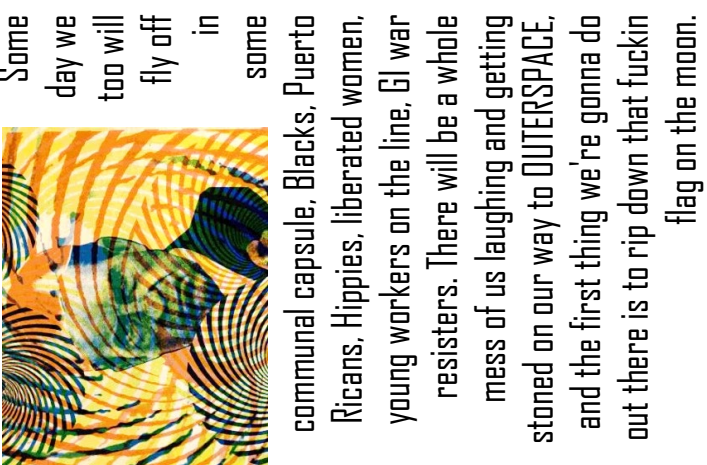 Some
day we
too will
fly off
in
some
communal capsule, Blacks, Puerto
Ricans, Hippies, liberated women,
young workers on the line, GI war
resisters. There will be a whole
mess of us laughing and getting
stoned on our way to OUTERSPACE,
and the first thing we're gonna do
out there is to rip down that fuckin
flag on the moon.